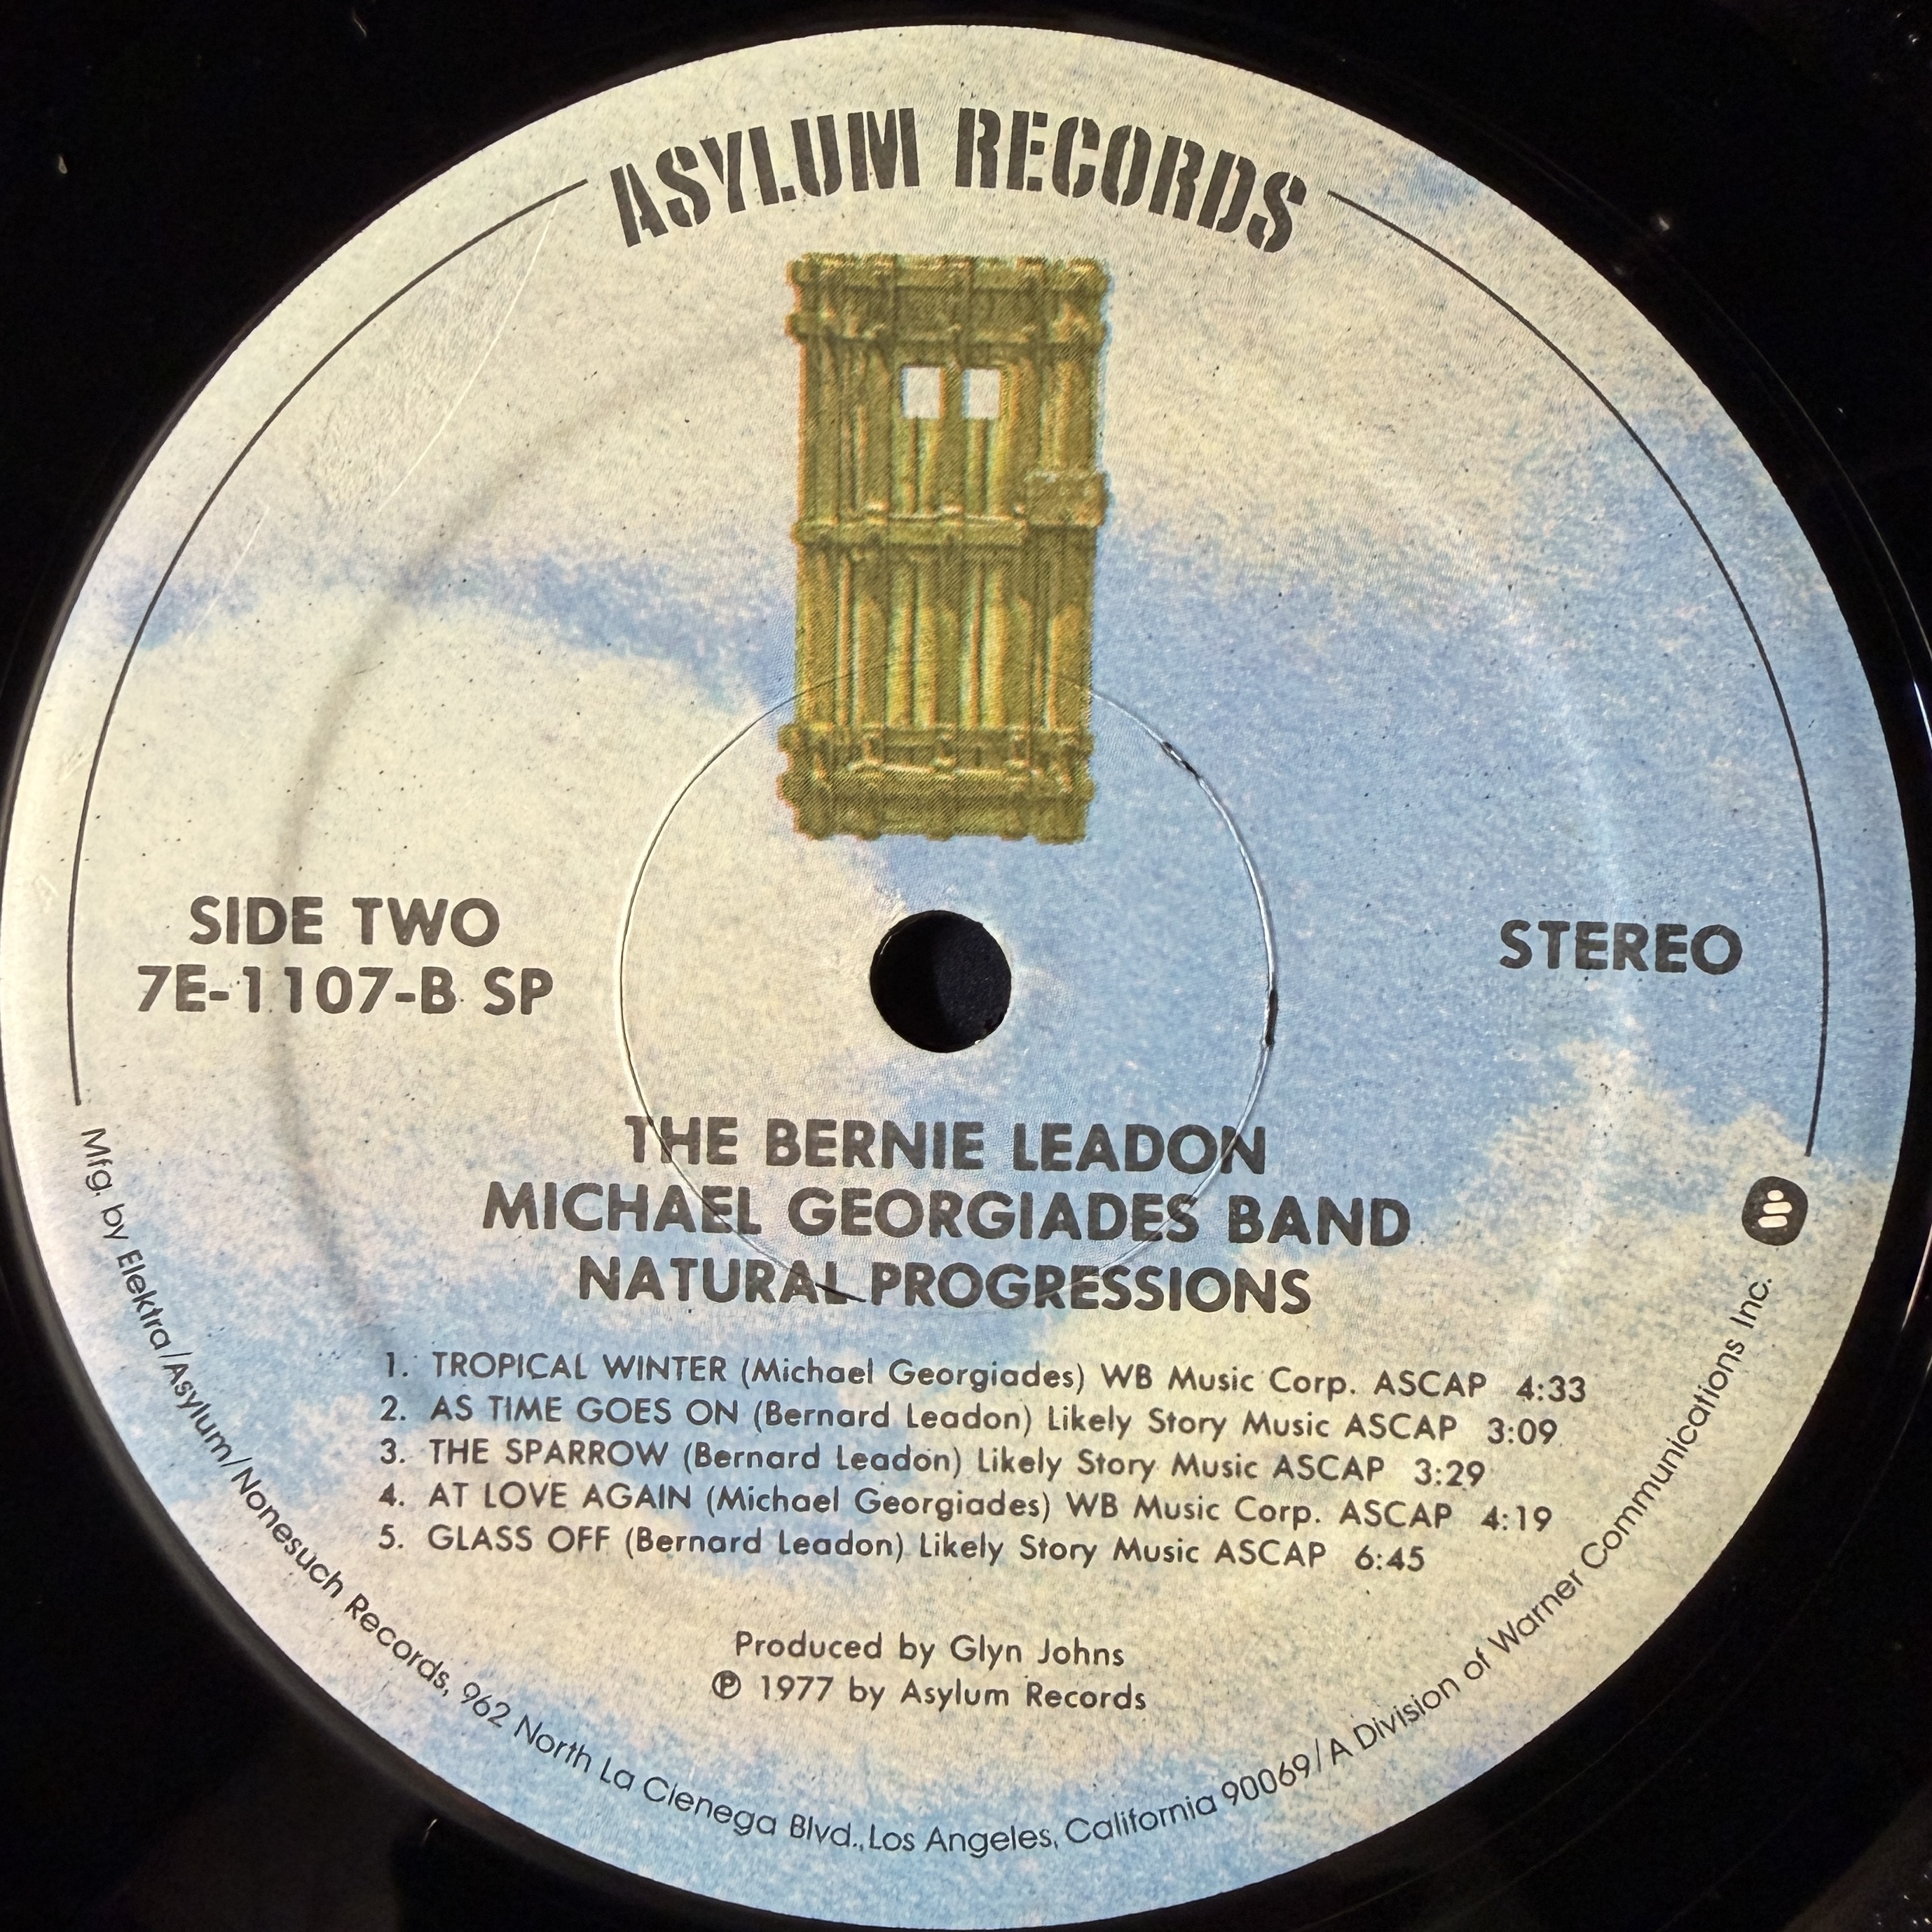 ASYLUM RECORDS
SIDE TWO
7E-1107-B SP
STEREO
THE BERNIE LEADON
MICHAEL GEORGIADES BAND
NATURAL PROGRESSIONS
1. TROPICAL WINTER (Michael Georgiades) WB Music Corp. ASCAP 4:33
2. AS TIME GOES ON (Bernard Leadon) Likely Story Music ASCAP 3:09
3. THE SPARROW (Bernard Leadon) Likely Story Music ASCAP 3:29
4. AT LOVE AGAIN (Michael Georgiades) WB Music Corp. ASCAP 4:19
5. GLASS OFF (Bernard Leadon) Likely Story Music ASCAP 6:45
Produced by Glyn Johns
℗ 1977 by Asylum Records
Mfg. by Elektra/Asylum/Nonesuch Records, 962 North La Cienega Blvd., Los Angeles, California 90069/A Division of Warner Communications Inc.